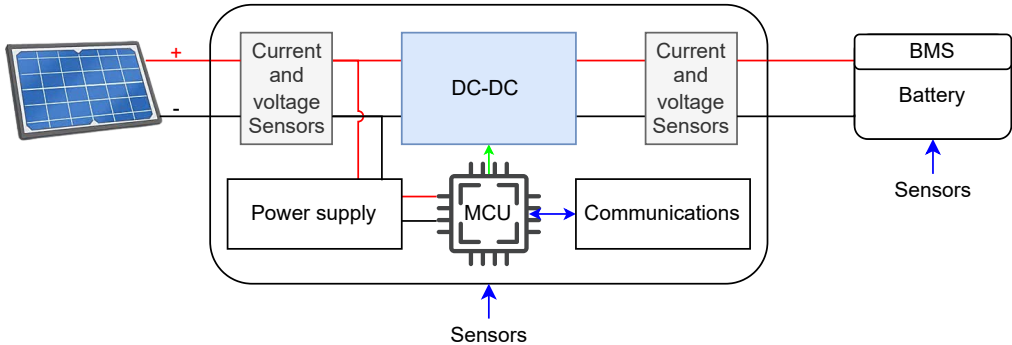 +
-
Current
and
voltage
Sensors
DC-DC
Current
and
voltage
Sensors
BMS
Battery
Sensors
Power supply
MCU
Communications
Sensors